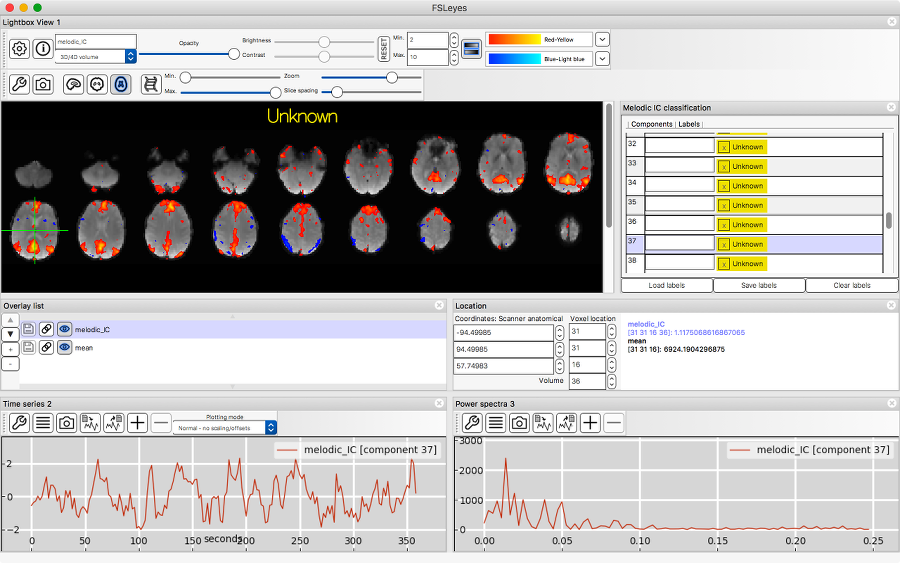 FSLeyes
Lightbox View 1
melodic_IC
3D/4D volume
Opacity
Brightness
Contrast
RESET
Min.
2
Max.
10
Red-Yellow
Blue-Light blue
Min.
Max.
Zoom
Slice spacing
Unknown
Melodic IC classification
Components
Labels
32
x
Unknown
33
x
Unknown
34
x
Unknown
35
x
Unknown
36
x
Unknown
37
x
Unknown
38
x
Unknown
Load labels
Save labels
Clear labels
Overlay list
melodic_IC
mean
+
-
Location
Coordinates: Scanner anatomical
Voxel location
-94.49985
31
94.49985
31
57.74983
16
Volume
36
melodic_IC
[31 31 16 36]: 1.1175068616867065
mean
[31 31 16]: 6924.1904296875
Time series 2
Plotting mode
Normal - no scaling/offsets
melodic_IC [component 37]
2
0
−2
0
50
100
150
200
250
300
350
seconds
Power spectra 3
melodic_IC [component 37]
3000
2000
1000
0
0.00
0.05
0.10
0.15
0.20
0.25